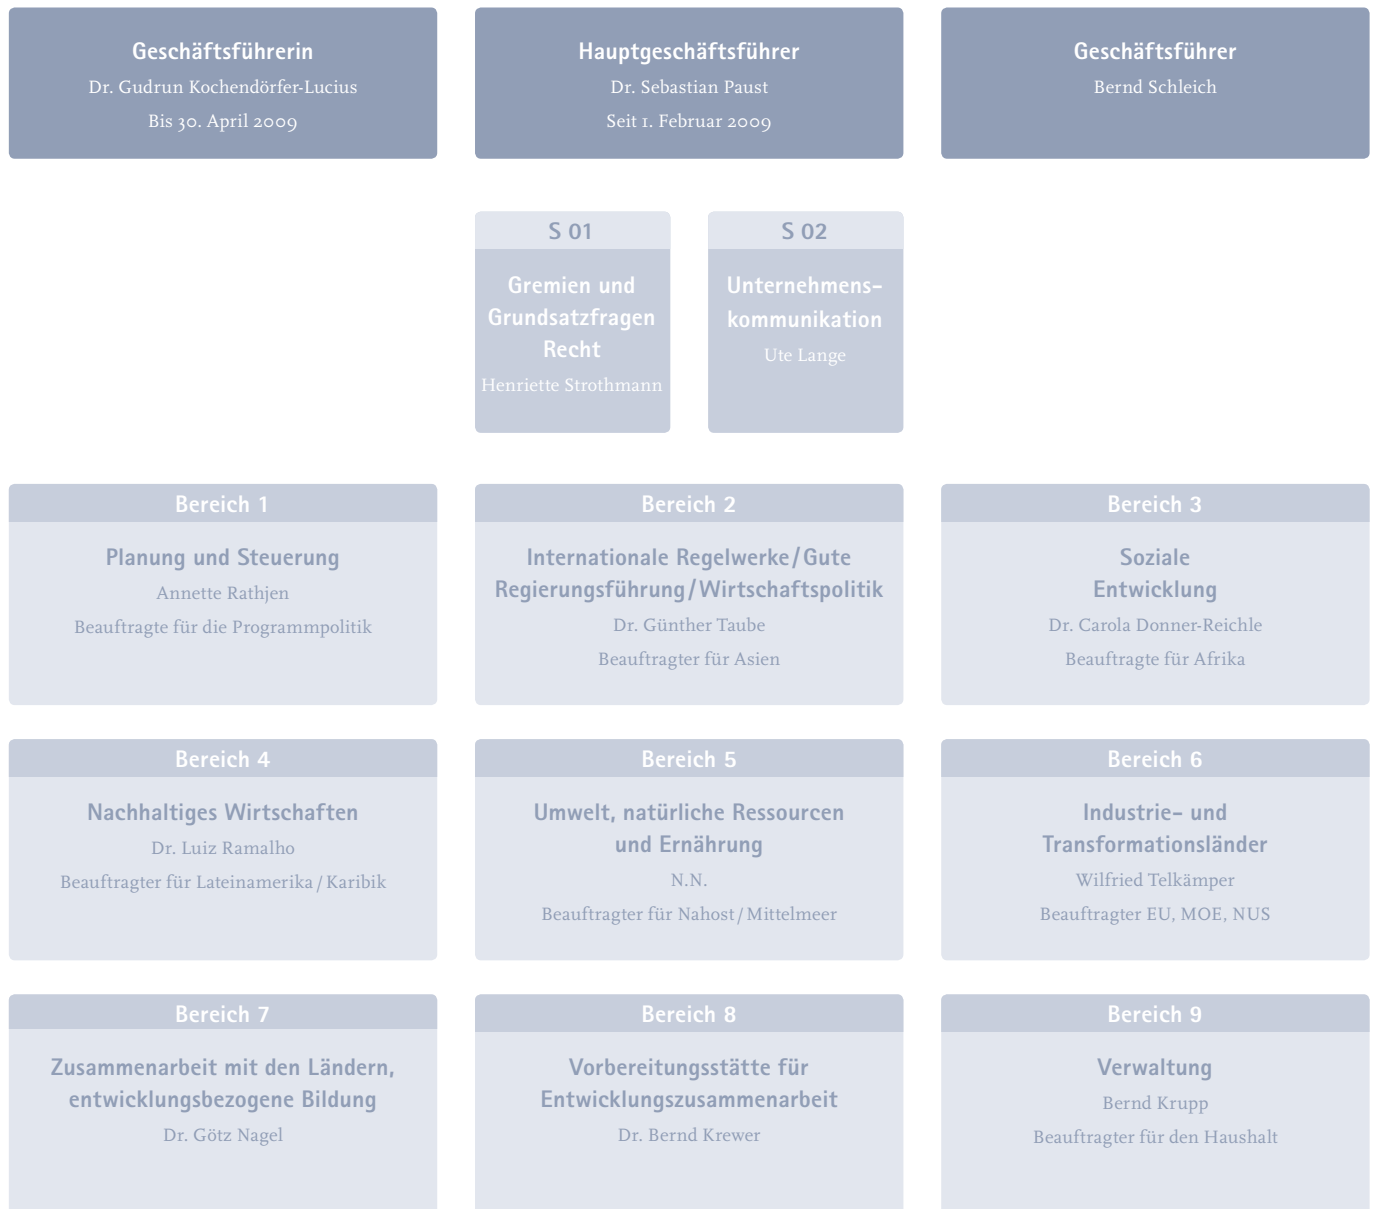 Geschäftsführerin
Dr. Gudrun Kochendörfer-Lucius
Bis 30. April 2009
Hauptgeschäftsführer
Dr. Sebastian Paust
Seit 1. Februar 2009
Geschäftsführer
Bernd Schleich
S 01
Gremien und
Grundsatzfragen
Recht
Henriette Strothmann
S 02
Unternehmens-
kommunikation
Ute Lange
Bereich 1
Planung und Steuerung
Annette Rathjen
Beauftragte für die Programmpolitik
Bereich 2
Internationale Regelwerke/Gute
Regierungsführung/Wirtschaftspolitik
Dr. Günther Taube
Beauftragter für Asien
Bereich 3
Soziale
Entwicklung
Dr. Carola Donner-Reichle
Beauftragte für Afrika
Bereich 4
Nachhaltiges Wirtschaften
Dr. Luiz Ramalho
Beauftragter für Lateinamerika/Karibik
Bereich 5
Umwelt, natürliche Ressourcen
und Ernährung
N.N.
Beauftragter für Nahost/Mittelmeer
Bereich 6
Industrie- und
Transformationsländer
Wilfried Telkämper
Beauftragter EU, MOE, NUS
Bereich 7
Zusammenarbeit mit den Ländern,
entwicklungsbezogene Bildung
Dr. Götz Nagel
Bereich 8
Vorbereitungsstätte für
Entwicklungszusammenarbeit
Dr. Bernd Krewer
Bereich 9
Verwaltung
Bernd Krupp
Beauftragter für den Haushalt